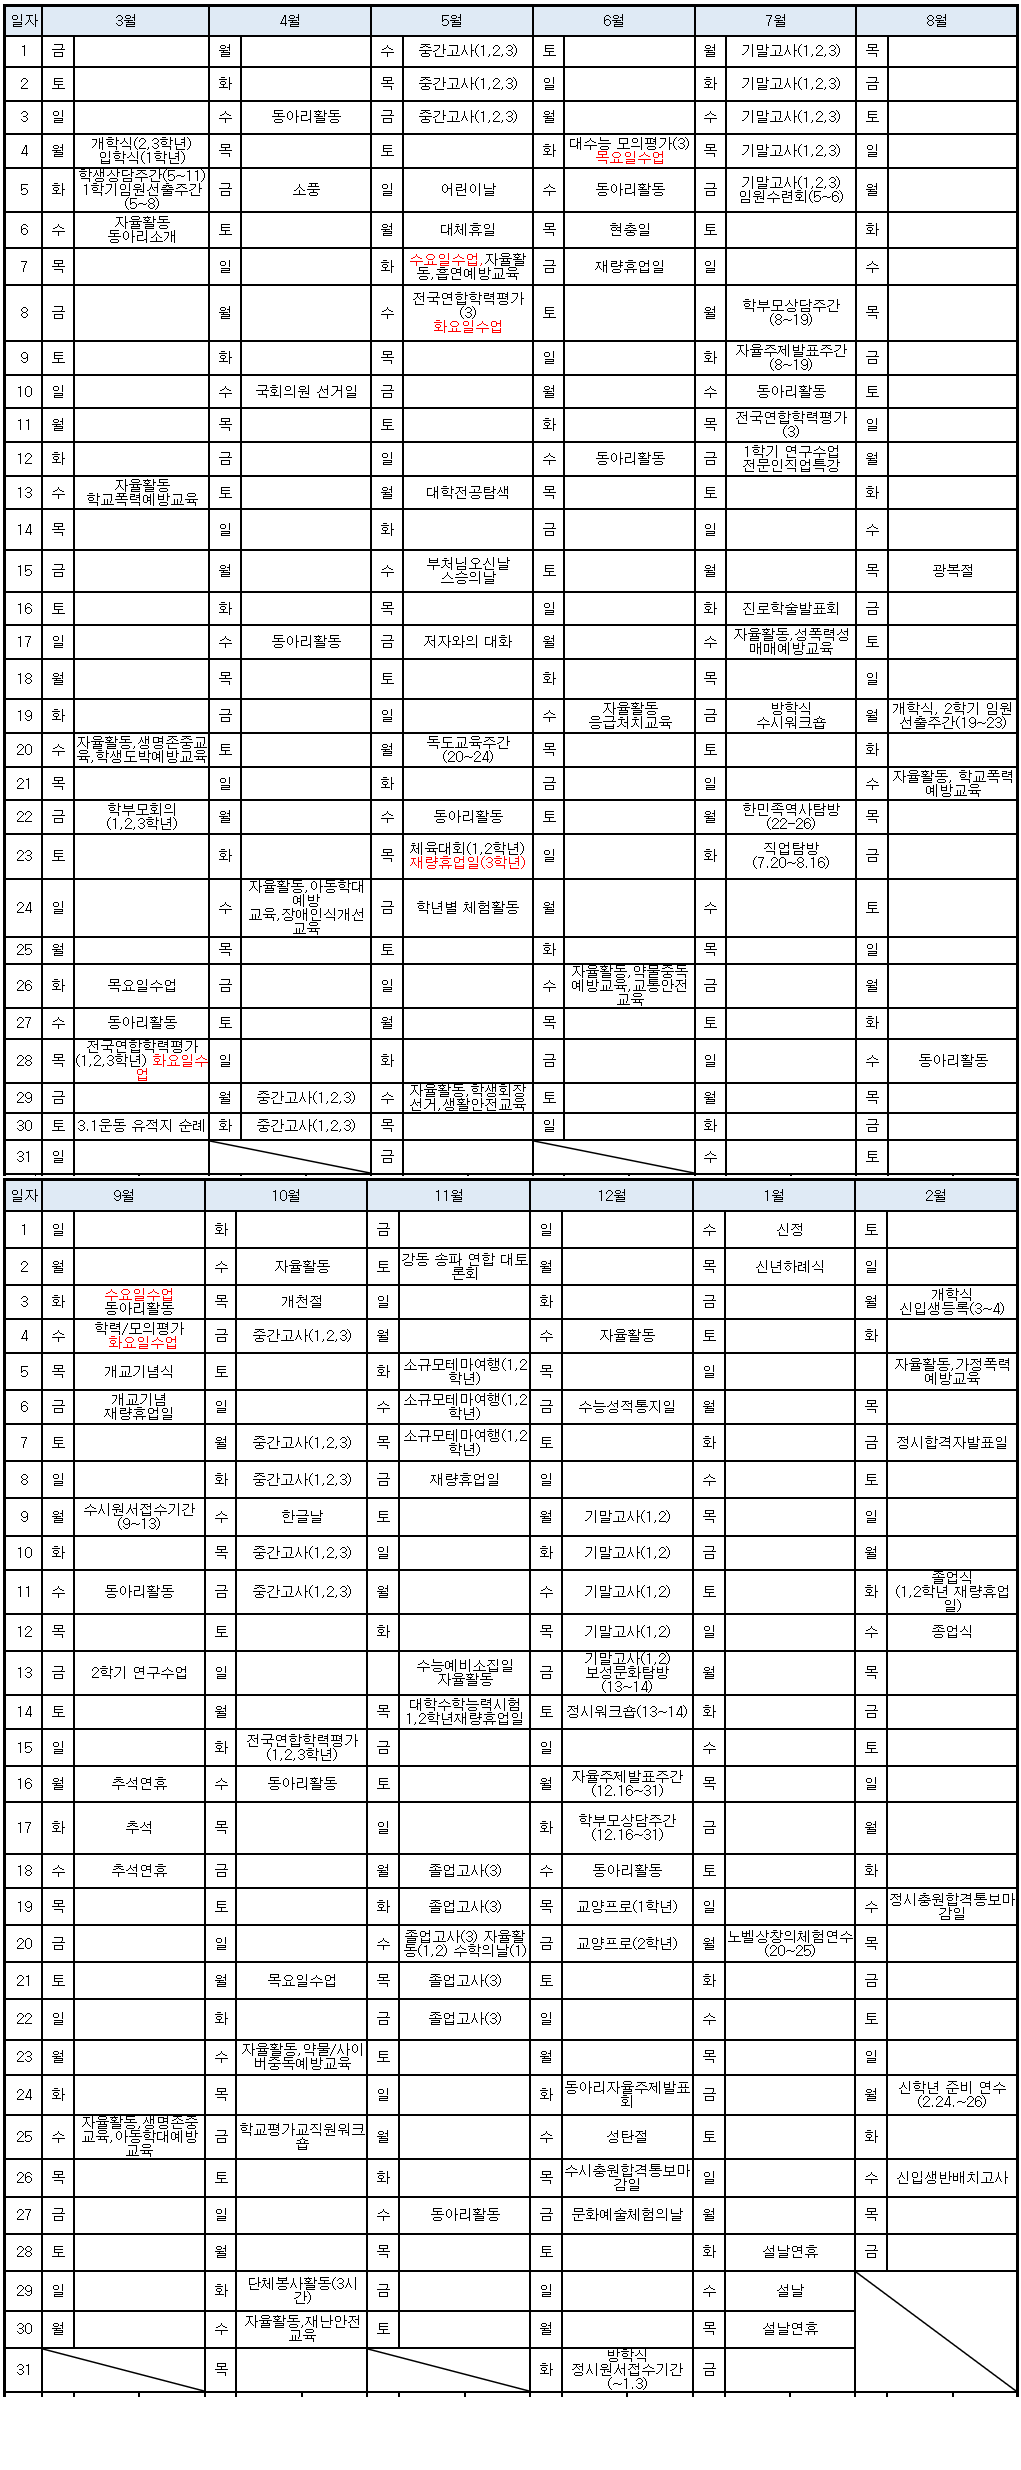 일자 3월 4월 5월 6월 7월 8월
1 금 월 수 중간고사(1,2,3) 토 월 기말고사(1,2,3) 목
2 토 화 목 중간고사(1,2,3) 일 화 기말고사(1,2,3) 금
3 일 수 동아리활동 금 중간고사(1,2,3) 월 수 기말고사(1,2,3) 토
4 월 개학식(2,3학년) 입학식(1학년) 목 토 화 대수능 모의평가(3) 목요일수업 목 기말고사(1,2,3) 일
5 화 학생상담주간(5~11) 1학기임원선출주간 (5~8) 금 소풍 일 어린이날 수 동아리활동 금 기말고사(1,2,3) 임원수련회(5~6) 월
6 수 자율활동 동아리소개 토 월 대체휴일 목 현충일 토 화
7 목 일 화 수요일수업,자율활 동,흡연예방교육 금 재량휴업일 일 수
8 금 월 수 전국연합학력평가 (3) 화요일수업 토 월 학부모상담주간 (8~19) 목
9 토 화 목 일 화 자율주제발표주간 (8~19) 금
10 일 수 국회의원 선거일 금 월 수 동아리활동 토
11 월 목 토 화 목 전국연합학력평가 (3) 일
12 화 금 일 수 동아리활동 금 1학기 연구수업 전문인직업특강 월
13 수 자율활동 학교폭력예방교육 토 월 대학전공탐색 목 토 화
14 목 일 화 금 일 수
15 금 월 수 부처님오신날 스승의날 토 월 목 광복절
16 토 화 목 일 화 진로학술발표회 금
17 일 수 동아리활동 금 저자와의 대화 월 수 자율활동,성폭력성 매매예방교육 토
18 월 목 토 화 목 일
19 화 금 일 수 자율활동 응급처치교육 금 방학식 수시워크숍 월 개학식, 2학기 임원 선출주간(19~23)
20 수 자율활동,생명존중교 육,학생도박예방교육 토 월 독도교육주간 (20~24) 목 토 화
21 목 일 화 금 일 수 자율활동, 학교폭력 예방교육
22 금 학부모회의 (1,2,3학년) 월 수 동아리활동 토 월 한민족역사탐방 (22-26) 목
23 토 화 목 체육대회(1,2학년) 재량휴업일(3학년) 일 화 직업탐방 (7.20~8.16) 금
24 일 수 자율활동,아동학대 예방 교육,장애인식개선 교육 금 학년별 체험활동 월 수 토
25 월 목 토 화 목 일
26 화 목요일수업 금 일 수 자율활동,약물중독 예방교육,교통안전 교육 금 월
27 수 동아리활동 토 월 목 토 화
28 목 전국연합학력평가 (1,2,3학년) 화요일수 업 일 화 금 일 수 동아리활동
29 금 월 중간고사(1,2,3) 수 자율활동,학생회장 선거,생활안전교육 토 월 목
30 토 3.1운동 유적지 순례 화 중간고사(1,2,3) 목 일 화 금
31 일 금 수 토
일자 9월 10월 11월 12월 1월 2월
1 일 화 금 일 수 신정 토
2 월 수 자율활동 토 강동 송파 연합 대토 론회 월 목 신년하례식 일
3 화 수요일수업 동아리활동 목 개천절 일 화 금 월 개학식 신입생등록(3~4)
4 수 학력/모의평가 화요일수업 금 중간고사(1,2,3) 월 수 자율활동 토 화
5 목 개교기념식 토 화 소규모테마여행(1,2 학년) 목 일 자율활동,가정폭력 예방교육
6 금 개교기념 재량휴업일 일 수 소규모테마여행(1,2 학년) 금 수능성적통지일 월 목
7 토 월 중간고사(1,2,3) 목 소규모테마여행(1,2 학년) 토 화 금 정시합격자발표일
8 일 화 중간고사(1,2,3) 금 재량휴업일 일 수 토
9 월 수시원서접수기간 (9~13) 수 한글날 토 월 기말고사(1,2) 목 일
10 화 목 중간고사(1,2,3) 일 화 기말고사(1,2) 금 월
11 수 동아리활동 금 중간고사(1,2,3) 월 수 기말고사(1,2) 토 화 졸업식 (1,2학년 재량휴업 일)
12 목 토 화 목 기말고사(1,2) 일 수 종업식
13 금 2학기 연구수업 일 수능예비소집일 자율활동 금 기말고사(1,2) 보성문화탐방 (13~14) 월 목
14 토 월 목 대학수학능력시험 1,2학년재량휴업일 토 정시워크숍(13~14) 화 금
15 일 화 전국연합학력평가 (1,2,3학년) 금 일 수 토
16 월 추석연휴 수 동아리활동 토 월 자율주제발표주간 (12.16~31) 목 일
17 화 추석 목 일 화 학부모상담주간 (12.16~31) 금 월
18 수 추석연휴 금 월 졸업고사(3) 수 동아리활동 토 화
19 목 토 화 졸업고사(3) 목 교양프로(1학년) 일 수 정시충원합격통보마 감일
20 금 일 수 졸업고사(3) 자율활 동(1,2) 수학의날(1) 금 교양프로(2학년) 월 노벨상창의체험연수 (20~25) 목
21 토 월 목요일수업 목 졸업고사(3) 토 화 금
22 일 화 금 졸업고사(3) 일 수 토
23 월 수 자율활동,약물/사이 버중독예방교육 토 월 목 일
24 화 목 일 화 동아리자율주제발표 회 금 월 신학년 준비 연수 (2.24.~26)
25 수 자율활동,생명존중 교육,아동학대예방 교육 금 학교평가교직원워크 숍 월 수 성탄절 토 화
26 목 토 화 목 수시충원합격통보마 감일 일 수 신입생반배치고사
27 금 일 수 동아리활동 금 문화예술체험의날 월 목
28 토 월 목 토 화 설날연휴 금
29 일 화 단체봉사활동(3시 간) 금 일 수 설날
30 월 수 자율활동,재난안전 교육 토 월 목 설날연휴
31 목 화 방학식 정시원서접수기간 (~1.3) 금